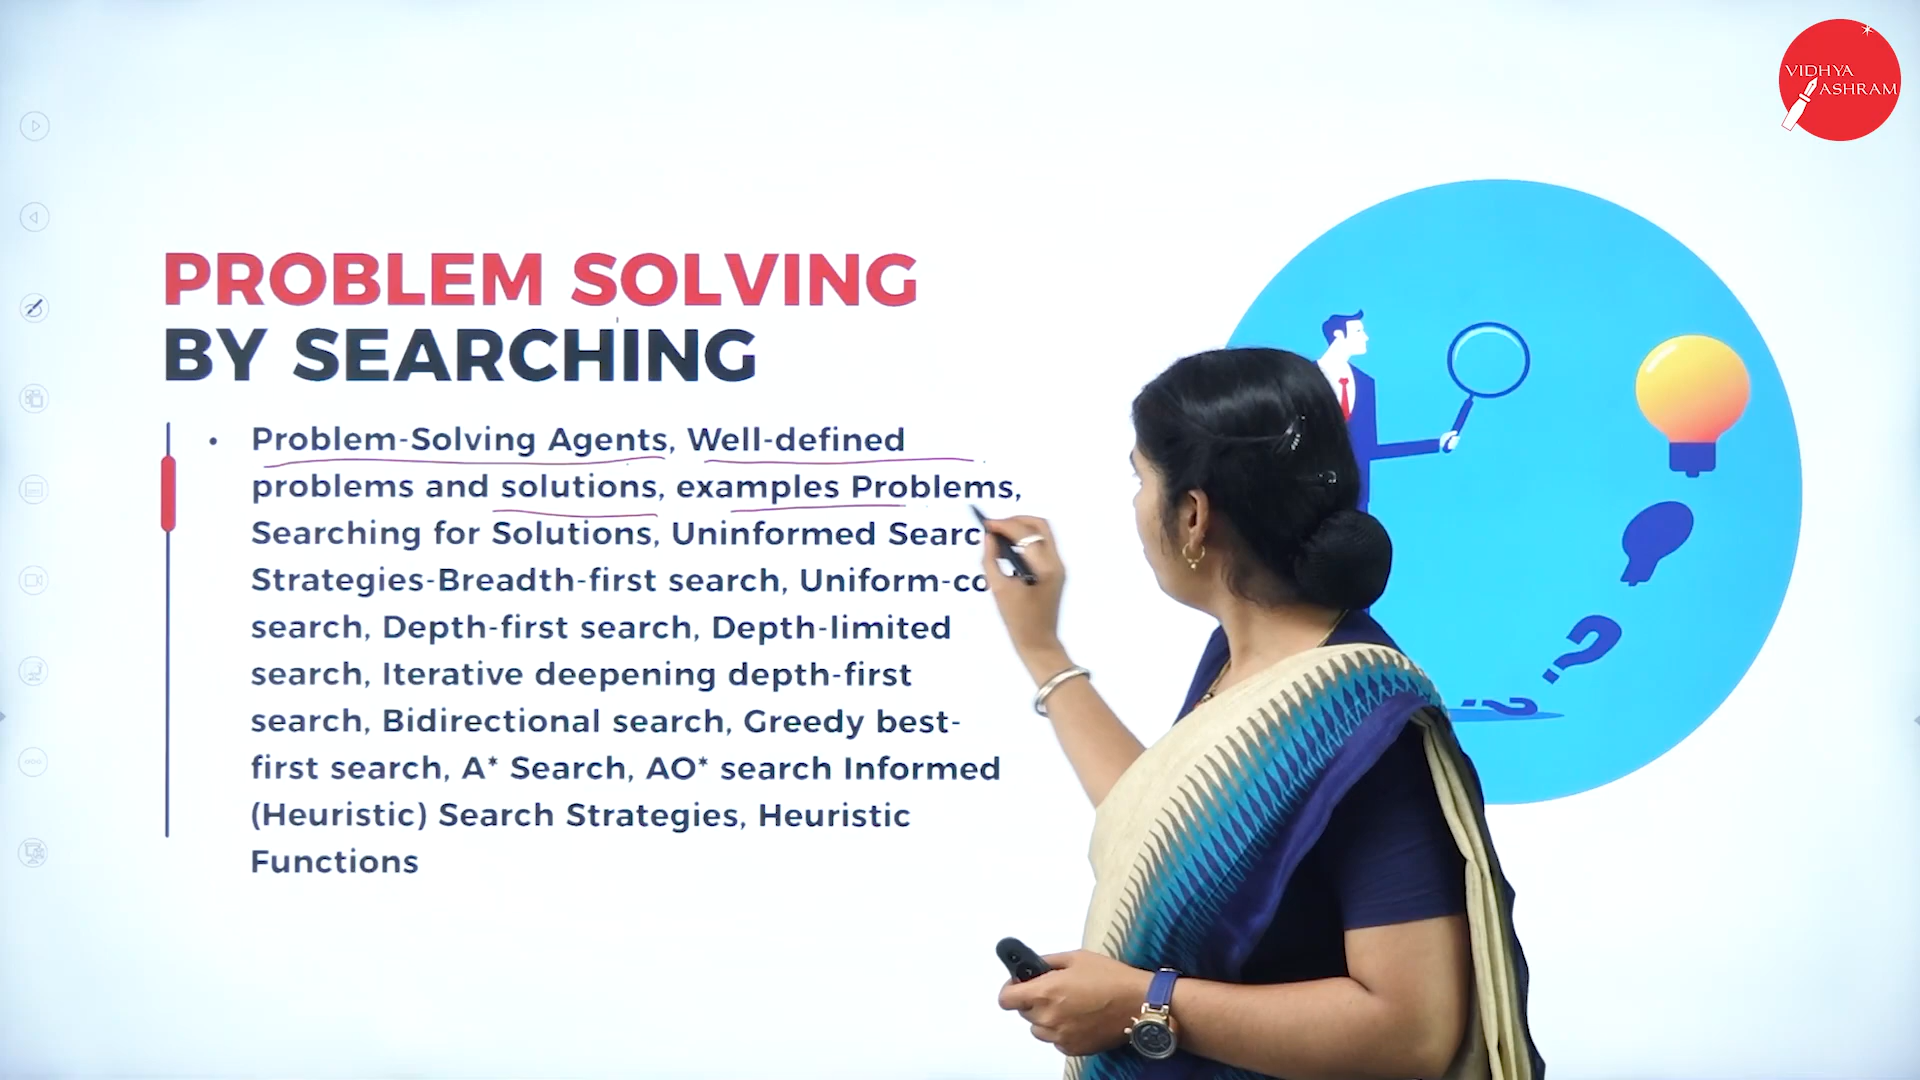 VIDHYA
ASHRAM
PROBLEM SOLVING
BY SEARCHING
• Problem-Solving Agents, Well-defined
problems and solutions, examples Problems,
Searching for Solutions, Uninformed Searc
Strategies-Breadth-first search, Uniform-co
search, Depth-first search, Depth-limited
search, Iterative deepening depth-first
search, Bidirectional search, Greedy best-
first search, A* Search, AO* search Informed
(Heuristic) Search Strategies, Heuristic
Functions